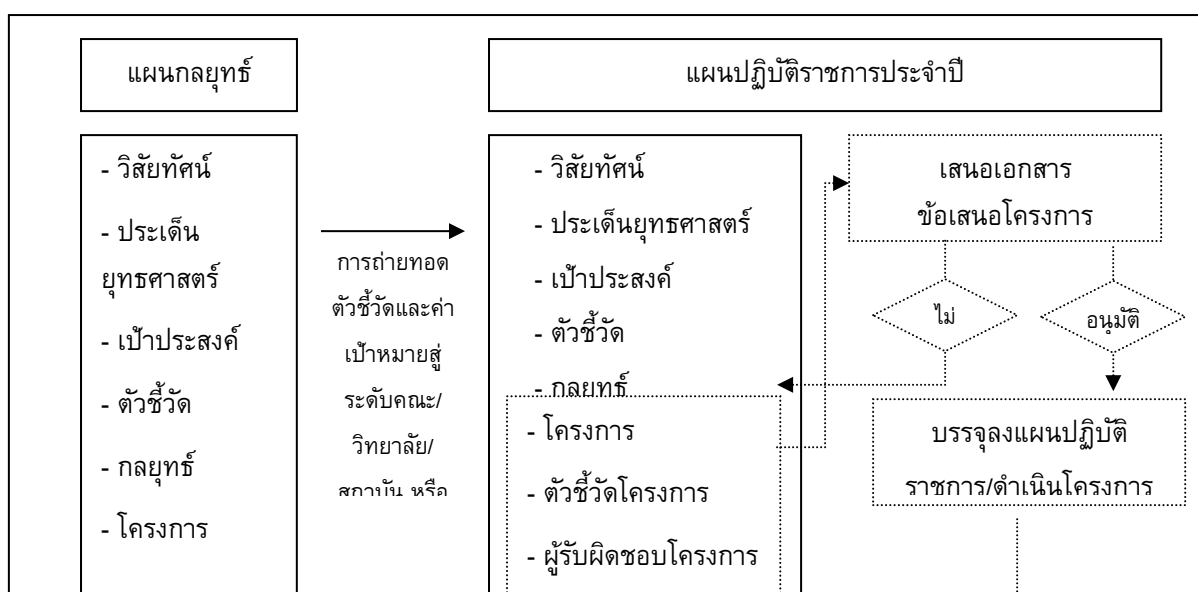 แผนกลยุทธ์
แผนปฏิบัติราชการประจำปี
- วิสัยทัศน์
- ประเด็น
ยุทธศาสตร์
- เป้าประสงค์
- ตัวชี้วัด
- กลยุทธ์
- โครงการ
การถ่ายทอด
ตัวชี้วัดและค่า
เป้าหมายสู่
ระดับคณะ/
วิทยาลัย/
สถาบัน หรือ
- วิสัยทัศน์
- ประเด็นยุทธศาสตร์
- เป้าประสงค์
- ตัวชี้วัด
- กลยุทธ์
- โครงการ
- ตัวชี้วัดโครงการ
- ผู้รับผิดชอบโครงการ
เสนอเอกสาร
ข้อเสนอโครงการ
ไม่
อนุมัติ
บรรจุลงแผนปฏิบัติ
ราชการ/ดำเนินโครงการ